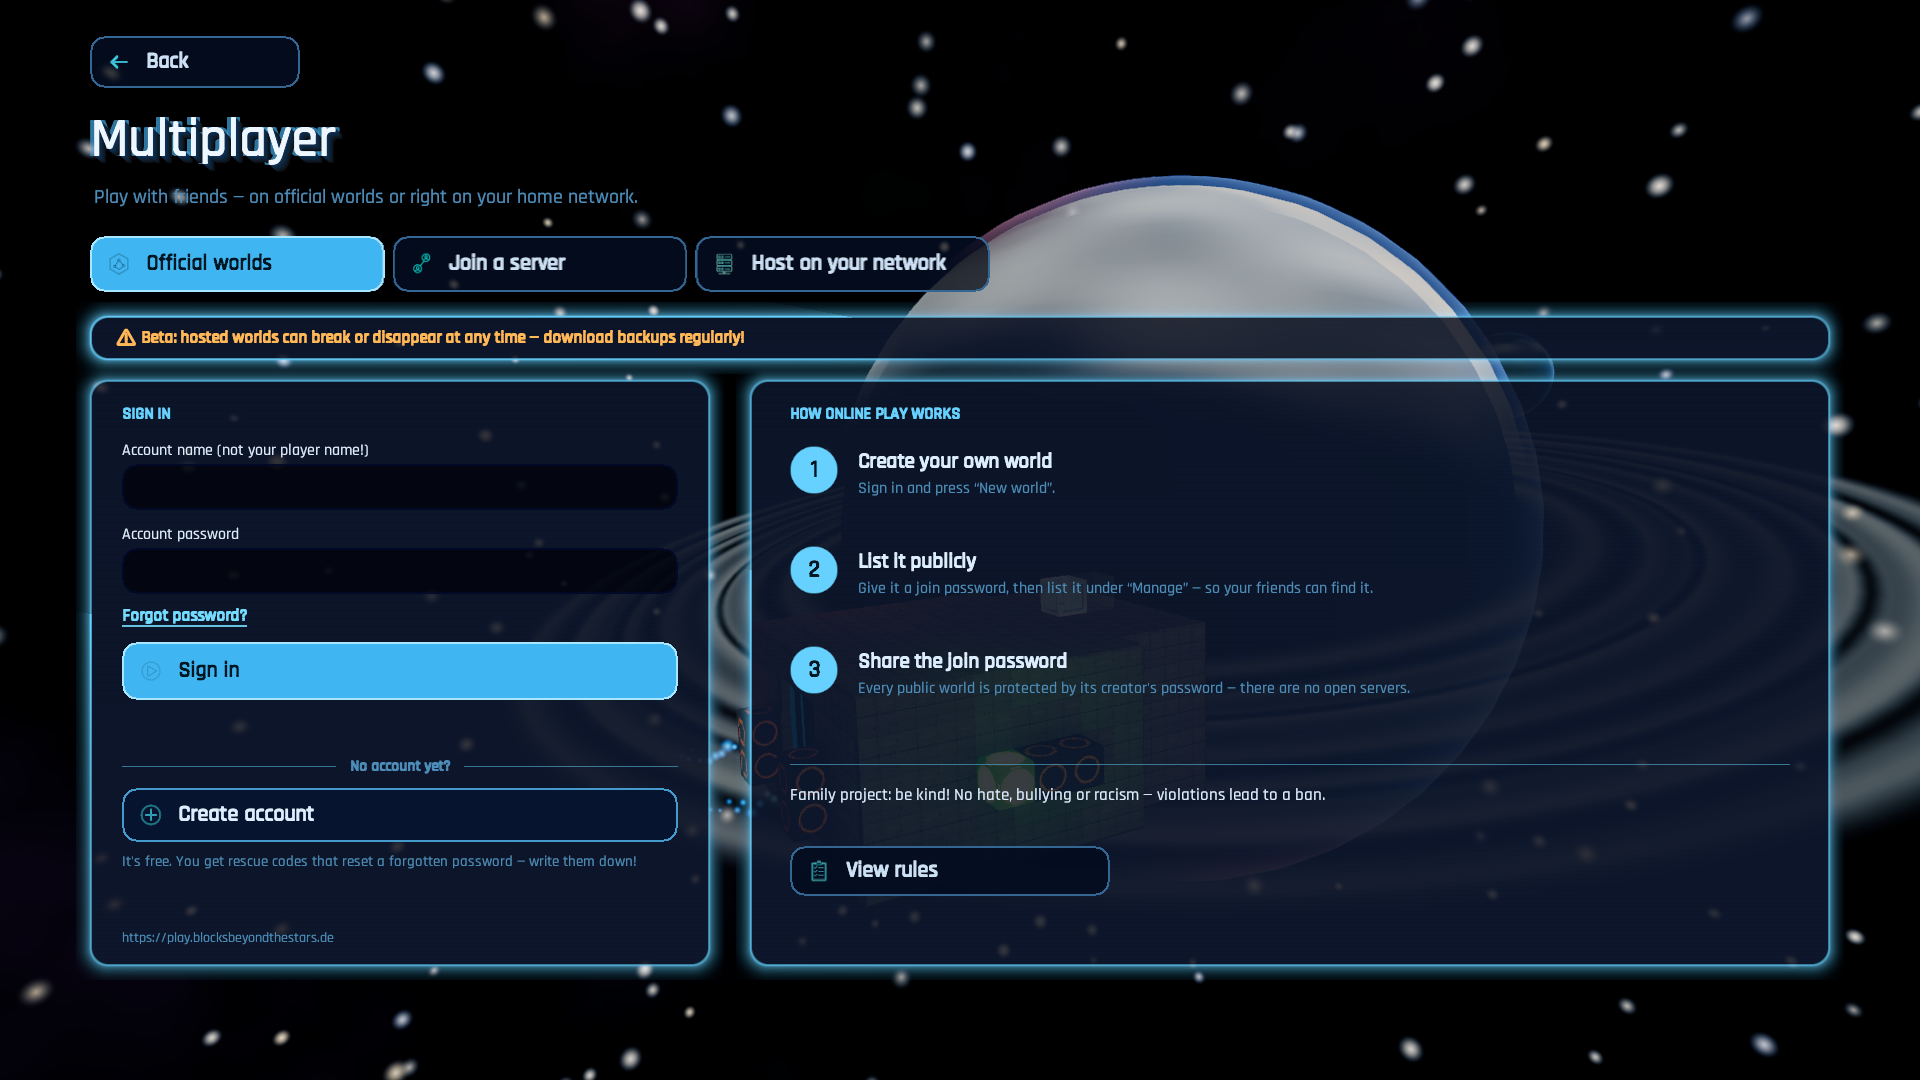 Back
Multiplayer
Play with friends – on official worlds or right on your home network.
Official worlds
Join a server
Host on your network
Beta: hosted worlds can break or disappear at any time – download backups regularly!
SIGN IN
Account name (not your player name!)
Account password
Forgot password?
Sign in
No account yet?
Create account
It's free. You get rescue codes that reset a forgotten password – write them down!
https://play.blocksbeyondthestars.de
HOW ONLINE PLAY WORKS
1
Create your own world
Sign in and press “New world”.
2
List it publicly
Give it a join password, then list it under “Manage” – so your friends can find it.
3
Share the join password
Every public world is protected by its creator's password – there are no open servers.
Family project: be kind! No hate, bullying or racism – violations lead to a ban.
View rules